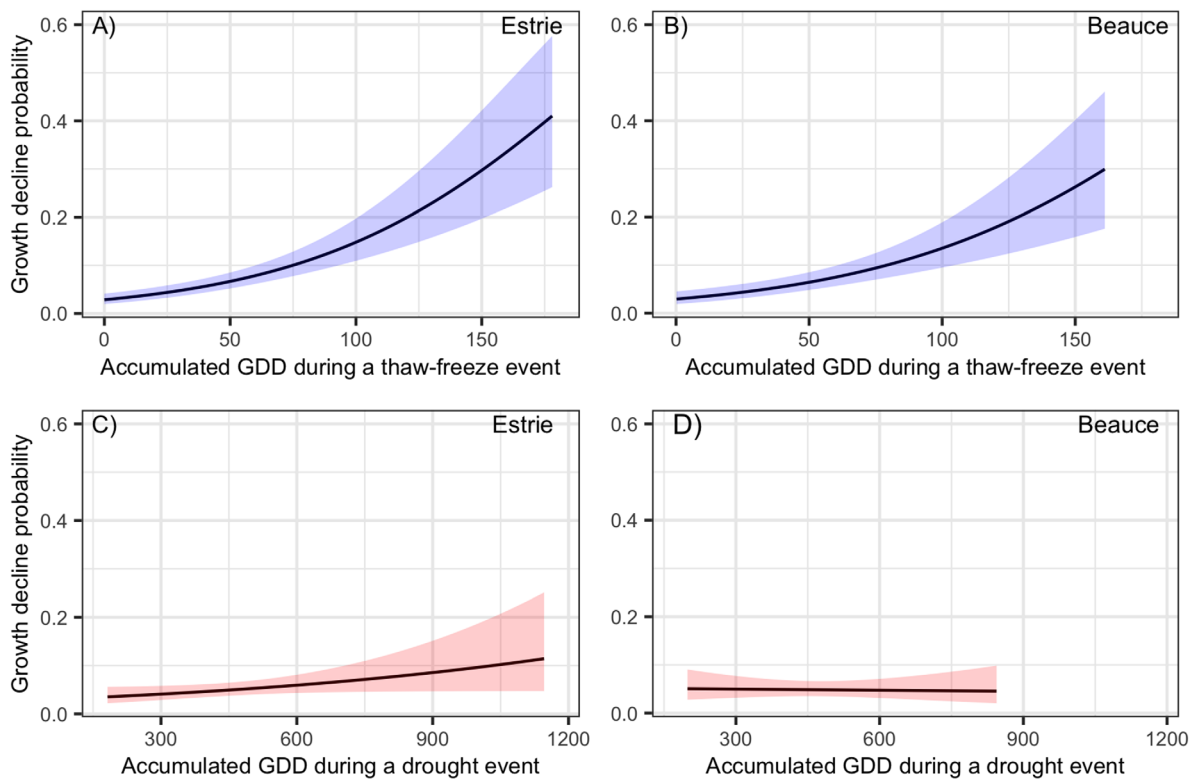 A) Estrie
B) Beauce
Growth decline probability
0.6
0.4
0.2
0.0
0 50 100 150
Accumulated GDD during a thaw-freeze event
0.6
0.4
0.2
0.0
0 50 100 150
Accumulated GDD during a thaw-freeze event
C) Estrie
D) Beauce
Growth decline probability
0.6
0.4
0.2
0.0
300 600 900 1200
Accumulated GDD during a drought event
0.6
0.4
0.2
0.0
300 600 900 1200
Accumulated GDD during a drought event